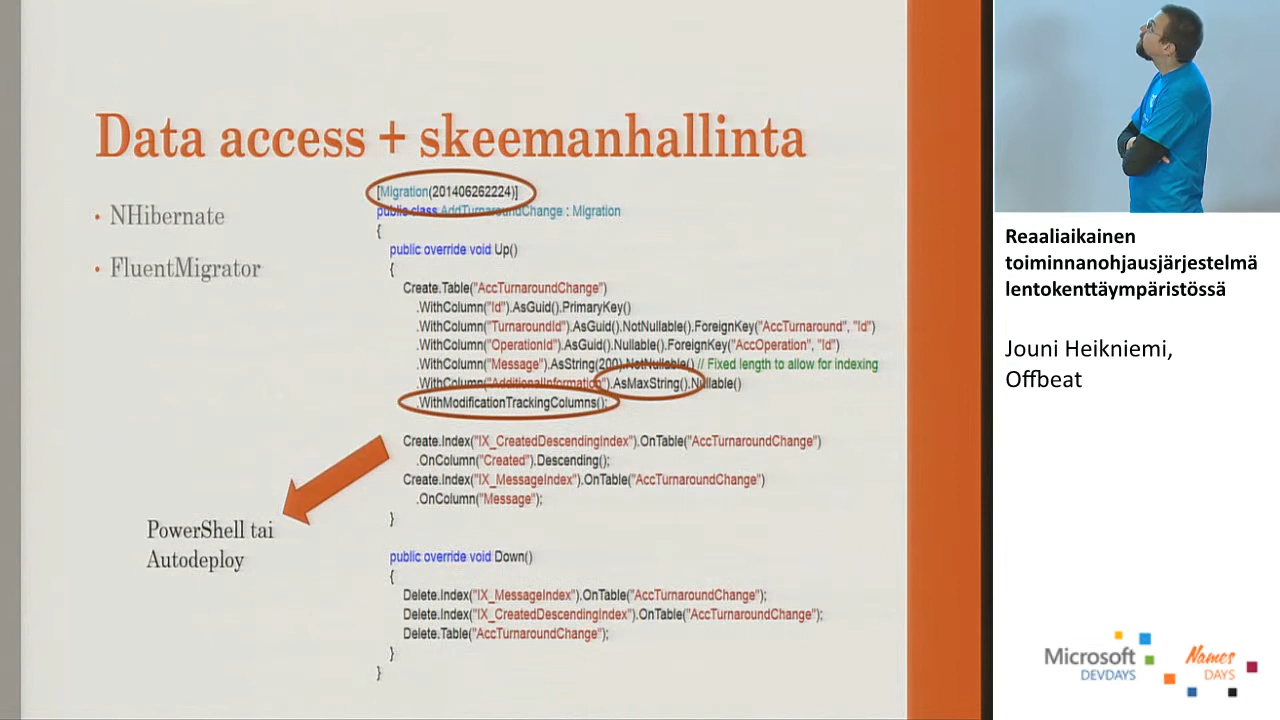 Data access + skeemanhallinta
• NHibernate
• FluentMigrator
[Migration(201406262224)]
public class AddTurnaroundChange : Migration
{
public override void Up()
{
Create.Table("AccTurnaroundChange")
.WithColumn("Id").AsGuid().PrimaryKey()
.WithColumn("TurnaroundId").AsGuid().NotNullable().ForeignKey("AccTurnaround", "Id")
.WithColumn("OperationId").AsGuid().Nullable().ForeignKey("AccOperation", "Id")
.WithColumn("Message").AsString(200).NotNullable() // Fixed length to allow for indexing
.WithColumn("AdditionalInformation").AsMaxString().Nullable()
.WithModificationTrackingColumns();
Create.Index("IX_CreatedDescendingIndex").OnTable("AccTurnaroundChange")
.OnColumn("Created").Descending();
Create.Index("IX_MessageIndex").OnTable("AccTurnaroundChange")
.OnColumn("Message");
}
public override void Down()
{
Delete.Index("IX_MessageIndex").OnTable("AccTurnaroundChange");
Delete.Index("IX_CreatedDescendingIndex").OnTable("AccTurnaroundChange");
Delete.Table("AccTurnaroundChange");
}
}
PowerShell tai
Autodeploy
Reaaliaikainen
toiminnanohjausjärjestelmä
lentokenttäympäristössä
Jouni Heikniemi,
Offbeat
Microsoft
DEVDAYS
Names
DAYS